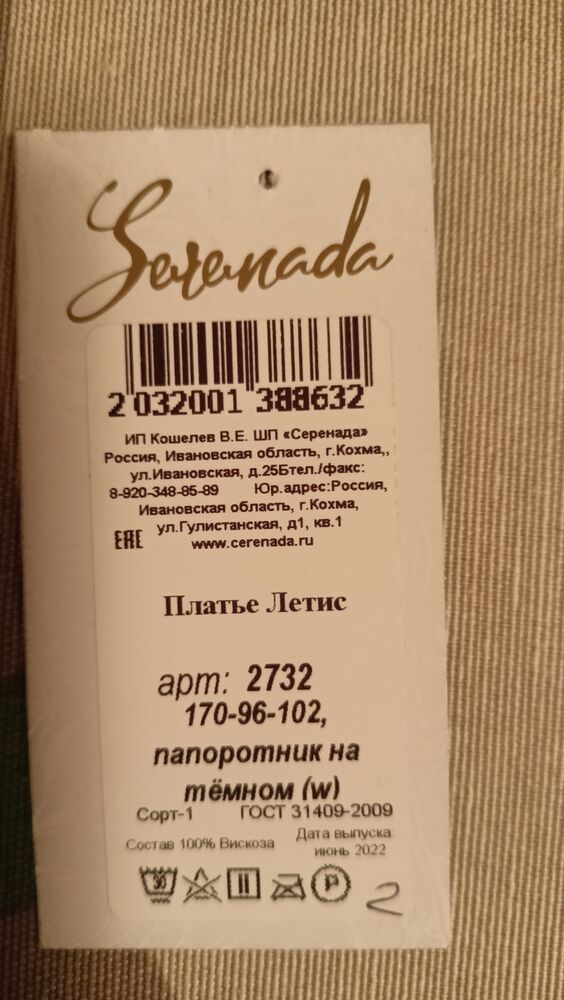 Serenada
2 032001 388632
ИП Кошелев В.Е. ШП «Серенада»
Россия, Ивановская область, г.Кохма,,
ул.Ивановская, д.25Бтел./факс:
8-920-348-85-89 Юр.адрес:Россия,
Ивановская область, г.Кохма,
ул.Гулистанская, д1, кв.1
EAC www.cerenada.ru
Платье Летис
арт: 2732
170-96-102,
папоротник на
тёмном (w)
Сорт-1 ГОСТ 31409-2009
Состав 100% Вискоза Дата выпуска
июнь 2022
30 P 2